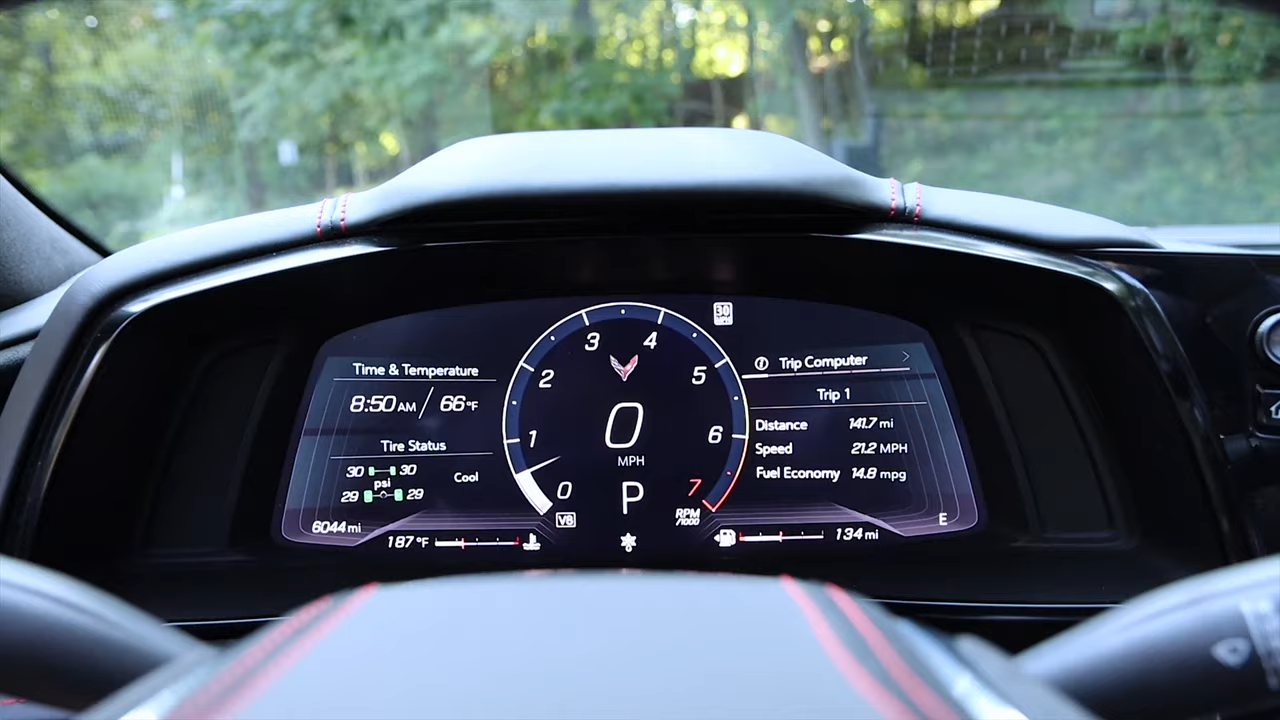 30
Time & Temperature
8:50 AM / 66°F
Tire Status
30 30
psi
Cool
29 29
6044 mi
187 °F
0 1 2 3 4 5 6 7
0
MPH
P
V8
RPM
/1000
Trip Computer
Trip 1
Distance 141.7 mi
Speed 21.2 MPH
Fuel Economy 14.8 mpg
E
134 mi